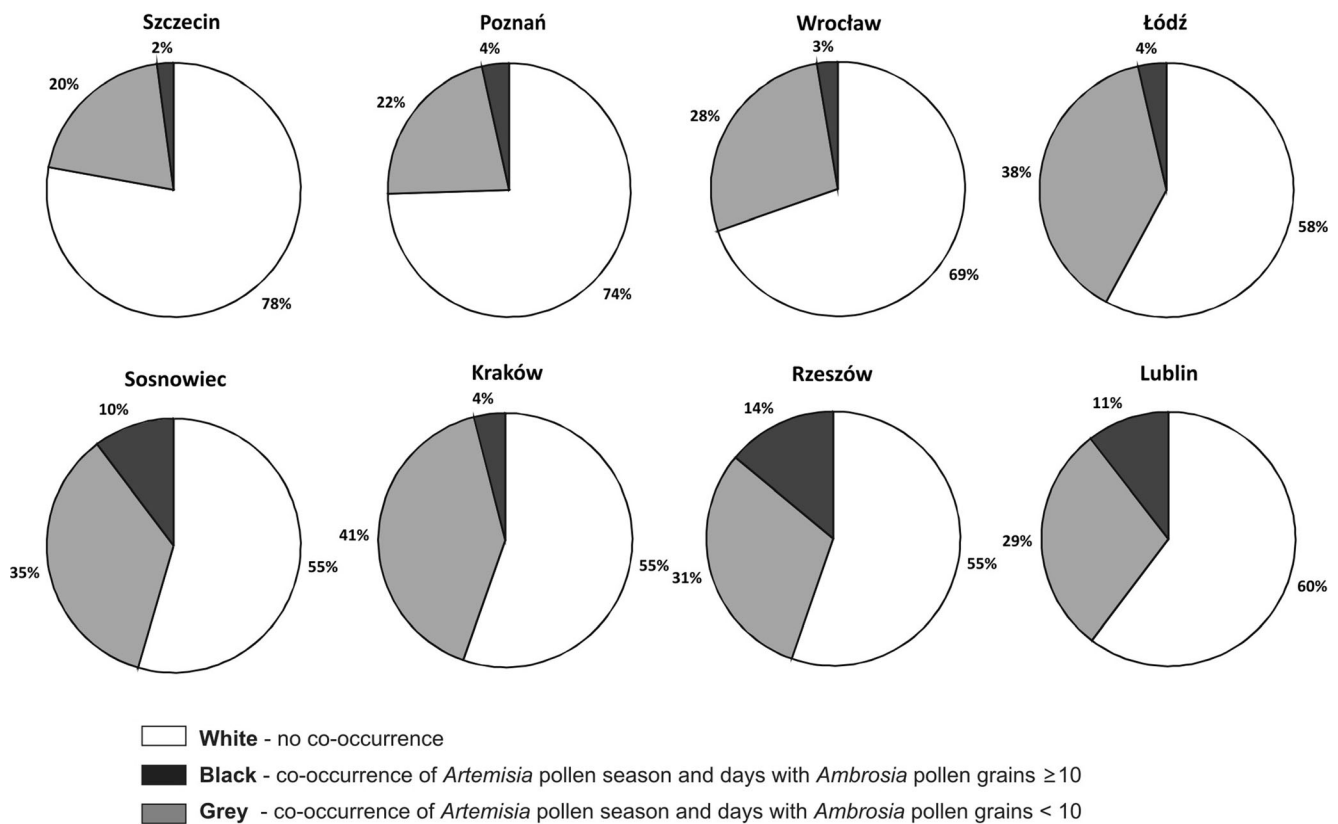 Szczecin
Poznań
Wrocław
Łódź
2%
4%
3%
4%
20%
22%
28%
38%
58%
69%
78%
74%
Sosnowiec
Kraków
Rzeszów
Lublin
10%
4%
14%
11%
41%
55%
55%
29%
35%
55%
31%
60%
White - no co-occurrence
Black - co-occurrence of Artemisia pollen season and days with Ambrosia pollen grains ≥10
Grey - co-occurrence of Artemisia pollen season and days with Ambrosia pollen grains < 10